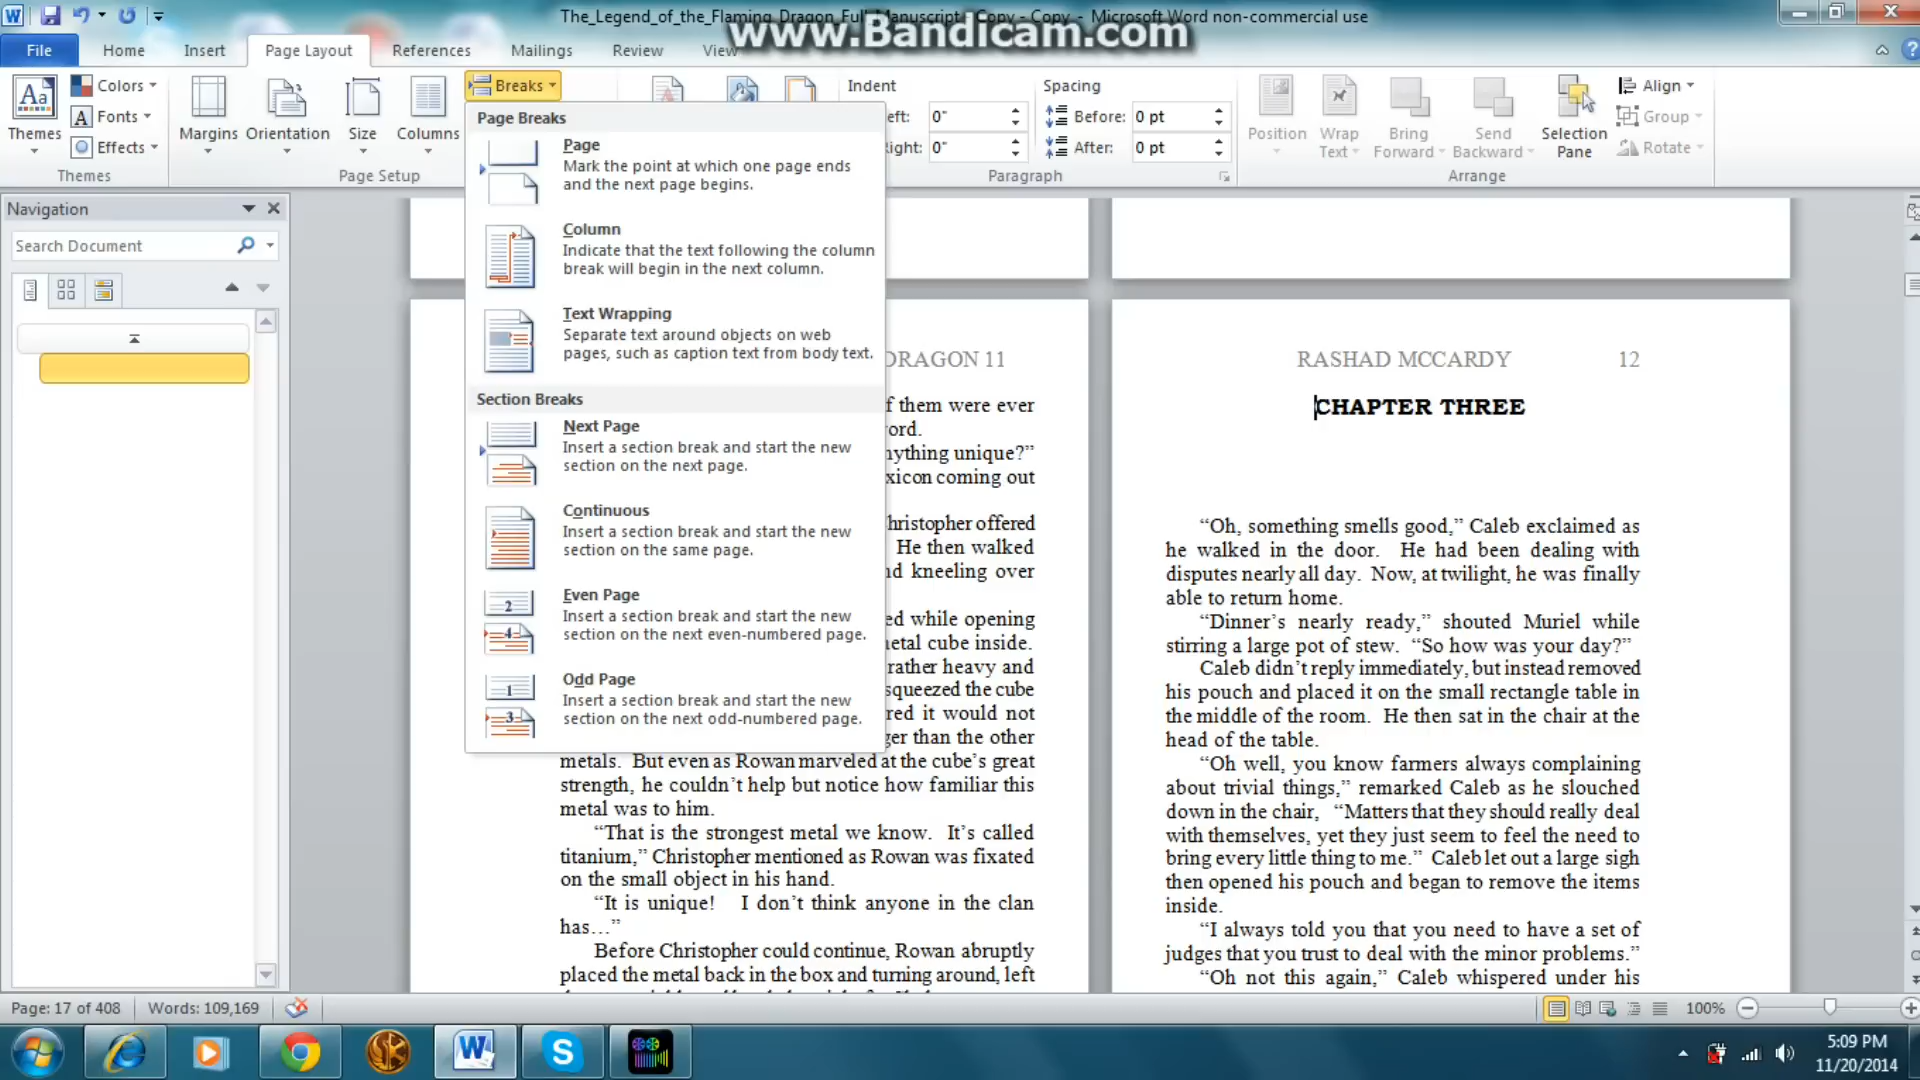 The_Legend_of_the_Flaming_Dragon_Full_Manuscript - Copy - Copy - Microsoft Word non-commercial use
www.Bandicam.com
File
Home
Insert
Page Layout
References
Mailings
Review
View
Themes
Colors
Fonts
Effects
Themes
Margins
Orientation
Size
Columns
Page Setup
Breaks
Indent
eft:
0"
ight:
0"
Spacing
Before:
0 pt
After:
0 pt
Paragraph
Position
Wrap
Text
Bring
Forward
Send
Backward
Selection
Pane
Align
Group
Rotate
Arrange
Navigation
Search Document
Page Breaks
Page
Mark the point at which one page ends
and the next page begins.
Column
Indicate that the text following the column
break will begin in the next column.
Text Wrapping
Separate text around objects on web
pages, such as caption text from body text.
Section Breaks
Next Page
Insert a section break and start the new
section on the next page.
Continuous
Insert a section break and start the new
section on the same page.
Even Page
Insert a section break and start the new
section on the next even-numbered page.
Odd Page
Insert a section break and start the new
section on the next odd-numbered page.
DRAGON 11
f them were ever
ord.
nything unique?”
xicon coming out
hristopher offered
He then walked
nd kneeling over
ed while opening
etal cube inside.
rather heavy and
squeezed the cube
red it would not
ger than the other
metals. But even as Rowan marveled at the cube’s great
strength, he couldn’t help but notice how familiar this
metal was to him.
“That is the strongest metal we know. It’s called
titanium,” Christopher mentioned as Rowan was fixated
on the small object in his hand.
“It is unique! I don’t think anyone in the clan
has…”
Before Christopher could continue, Rowan abruptly
placed the metal back in the box and turning around, left
RASHAD MCCARDY 12
CHAPTER THREE
“Oh, something smells good,” Caleb exclaimed as
he walked in the door. He had been dealing with
disputes nearly all day. Now, at twilight, he was finally
able to return home.
“Dinner’s nearly ready,” shouted Muriel while
stirring a large pot of stew. “So how was your day?”
Caleb didn’t reply immediately, but instead removed
his pouch and placed it on the small rectangle table in
the middle of the room. He then sat in the chair at the
head of the table.
“Oh well, you know farmers always complaining
about trivial things,” remarked Caleb as he slouched
down in the chair, “Matters that they should really deal
with themselves, yet they just seem to feel the need to
bring every little thing to me.” Caleb let out a large sigh
then opened his pouch and began to remove the items
inside.
“I always told you that you need to have a set of
judges that you trust to deal with the minor problems.”
“Oh not this again,” Caleb whispered under his
Page: 17 of 408
Words: 109,169
100%
5:09 PM
11/20/2014